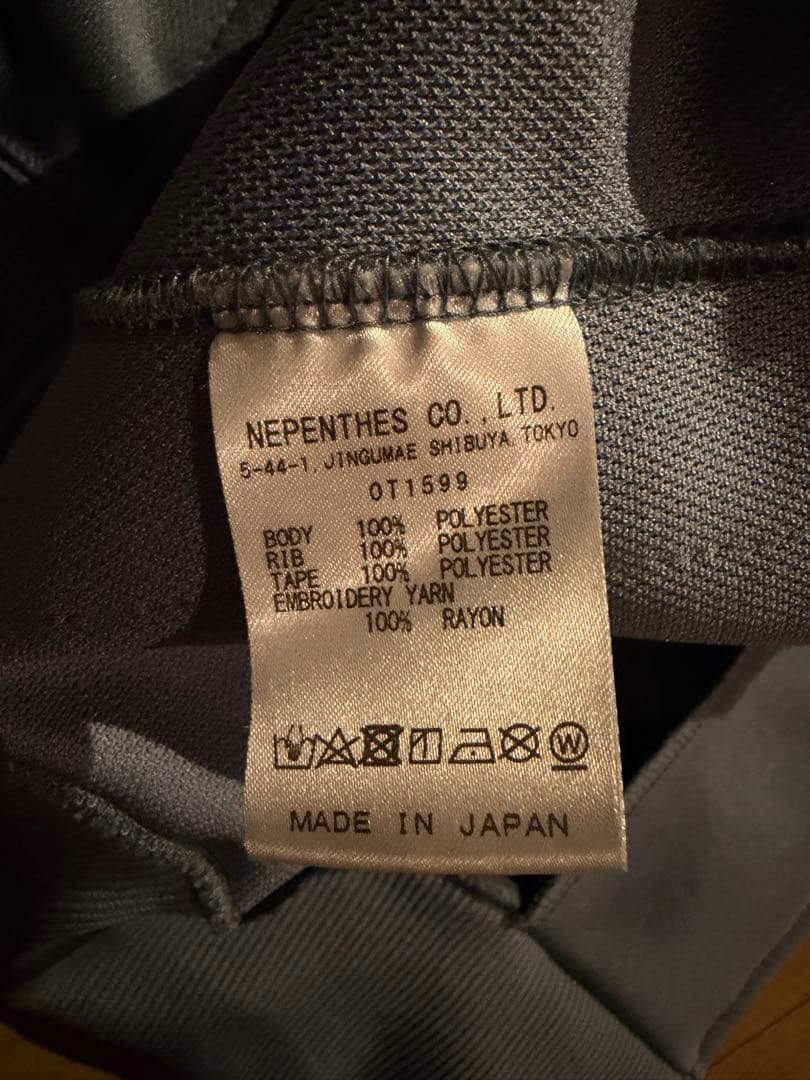 NEPENTHES CO.,LTD.
5-44-1,JINGUMAE SHIBUYA TOKYO
OT1599
BODY 100% POLYESTER
RIB 100% POLYESTER
TAPE 100% POLYESTER
EMBROIDERY YARN
100% RAYON
W
MADE IN JAPAN